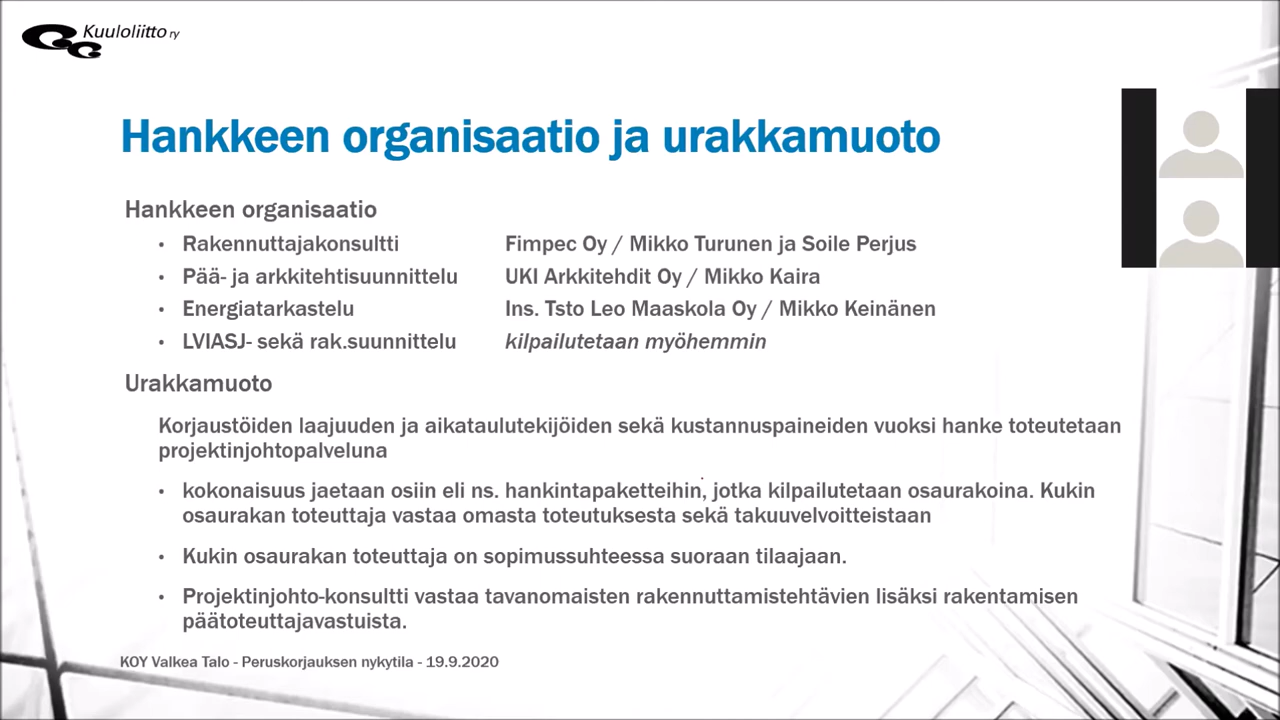 Kuuloliitto ry
Hankkeen organisaatio ja urakkamuoto
Hankkeen organisaatio
• Rakennuttajakonsultti Fimpec Oy / Mikko Turunen ja Soile Perjus
• Pää- ja arkkitehtisuunnittelu UKI Arkkitehdit Oy / Mikko Kaira
• Energiatarkastelu Ins. Tsto Leo Maaskola Oy / Mikko Keinänen
• LVIASJ- sekä rak.suunnittelu kilpailutetaan myöhemmin
Urakkamuoto
Korjaustöiden laajuuden ja aikataulutekijöiden sekä kustannuspaineiden vuoksi hanke toteutetaan
projektinjohtopalveluna
• kokonaisuus jaetaan osiin eli ns. hankintapaketteihin, jotka kilpailutetaan osaurakoina. Kukin
osaurakan toteuttaja vastaa omasta toteutuksesta sekä takuuvelvoitteistaan
• Kukin osaurakan toteuttaja on sopimussuhteessa suoraan tilaajaan.
• Projektinjohto-konsultti vastaa tavanomaisten rakennuttamistehtävien lisäksi rakentamisen
päätoteuttajavastuista.
KOY Valkea Talo - Peruskorjauksen nykytila - 19.9.2020